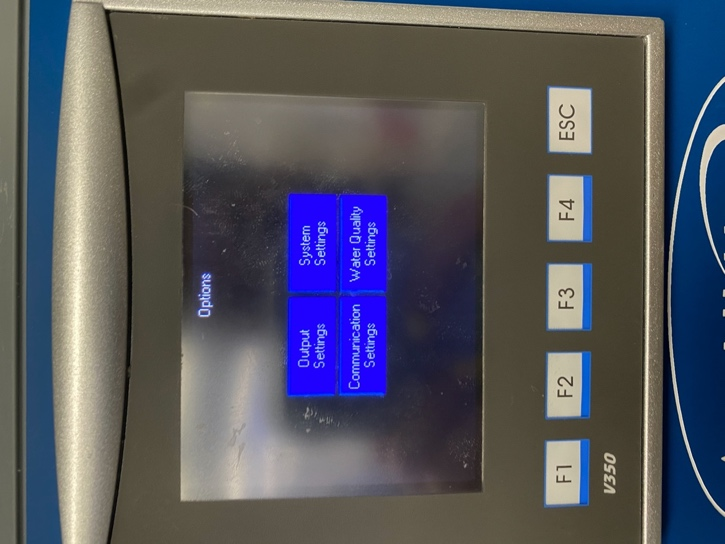 Options
Output
Settings
System
Settings
Communication
Settings
Water Quality
Settings
F1
F2
F3
F4
ESC
V350